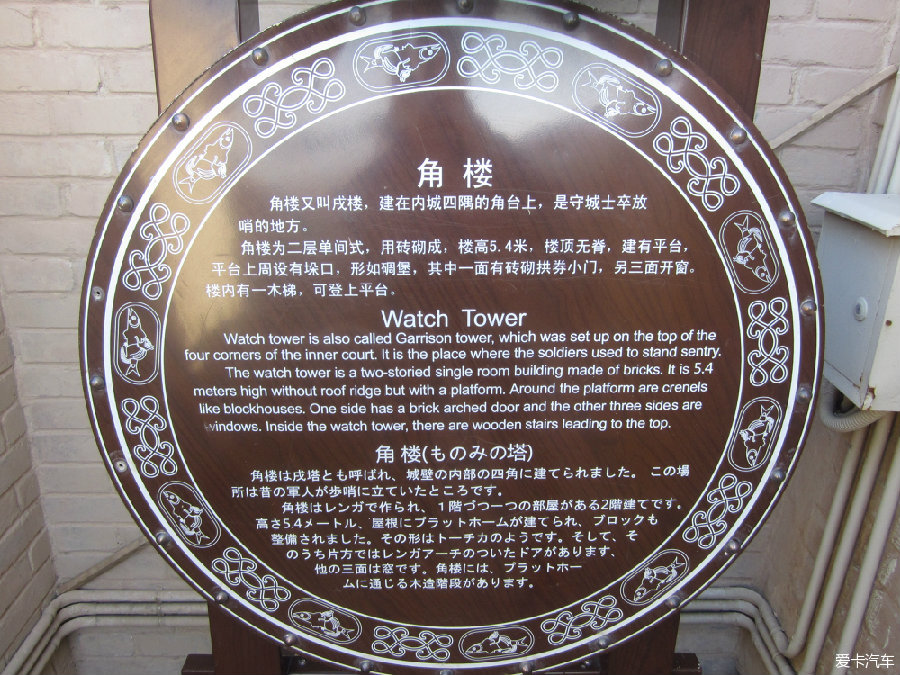 角 楼
角楼又叫戌楼，建在内城四隅的角台上，是守城士卒放
哨的地方。
角楼为二层单间式，用砖砌成，楼高5.4米，楼顶无脊，建有平台，
平台上周设有垛口，形如碉堡，其中一面有砖砌拱券小门，另三面开窗。
楼内有一木梯，可登上平台。
Watch Tower
Watch tower is also called Garrison tower, which was set up on the top of the
four corners of the inner court. It is the place where the soldiers used to stand sentry.
The watch tower is a two-storied single room building made of bricks. It is 5.4
meters high without roof ridge but with a platform. Around the platform are crenels
like blockhouses. One side has a brick arched door and the other three sides are
windows. Inside the watch tower, there are wooden stairs leading to the top.
角 楼(ものみの塔)
角楼は戌塔とも呼ばれ、城壁の内部の四角に建てられました。この場
所は昔の軍人が歩哨に立ていたところです。
角楼はレンガで作られ、1階づつ一つの部屋がある2階建てです。
高さ5.4メートル、屋根にプラットホームが建てられ、ブロックも
整備されました。その形はトーチカのようです。そして、そ
のうち片方ではレンガアーチのついたドアがあります、
他の三面は窓です。角楼には、プラットホー
ムに通じる木造階段があります。
爱卡汽车